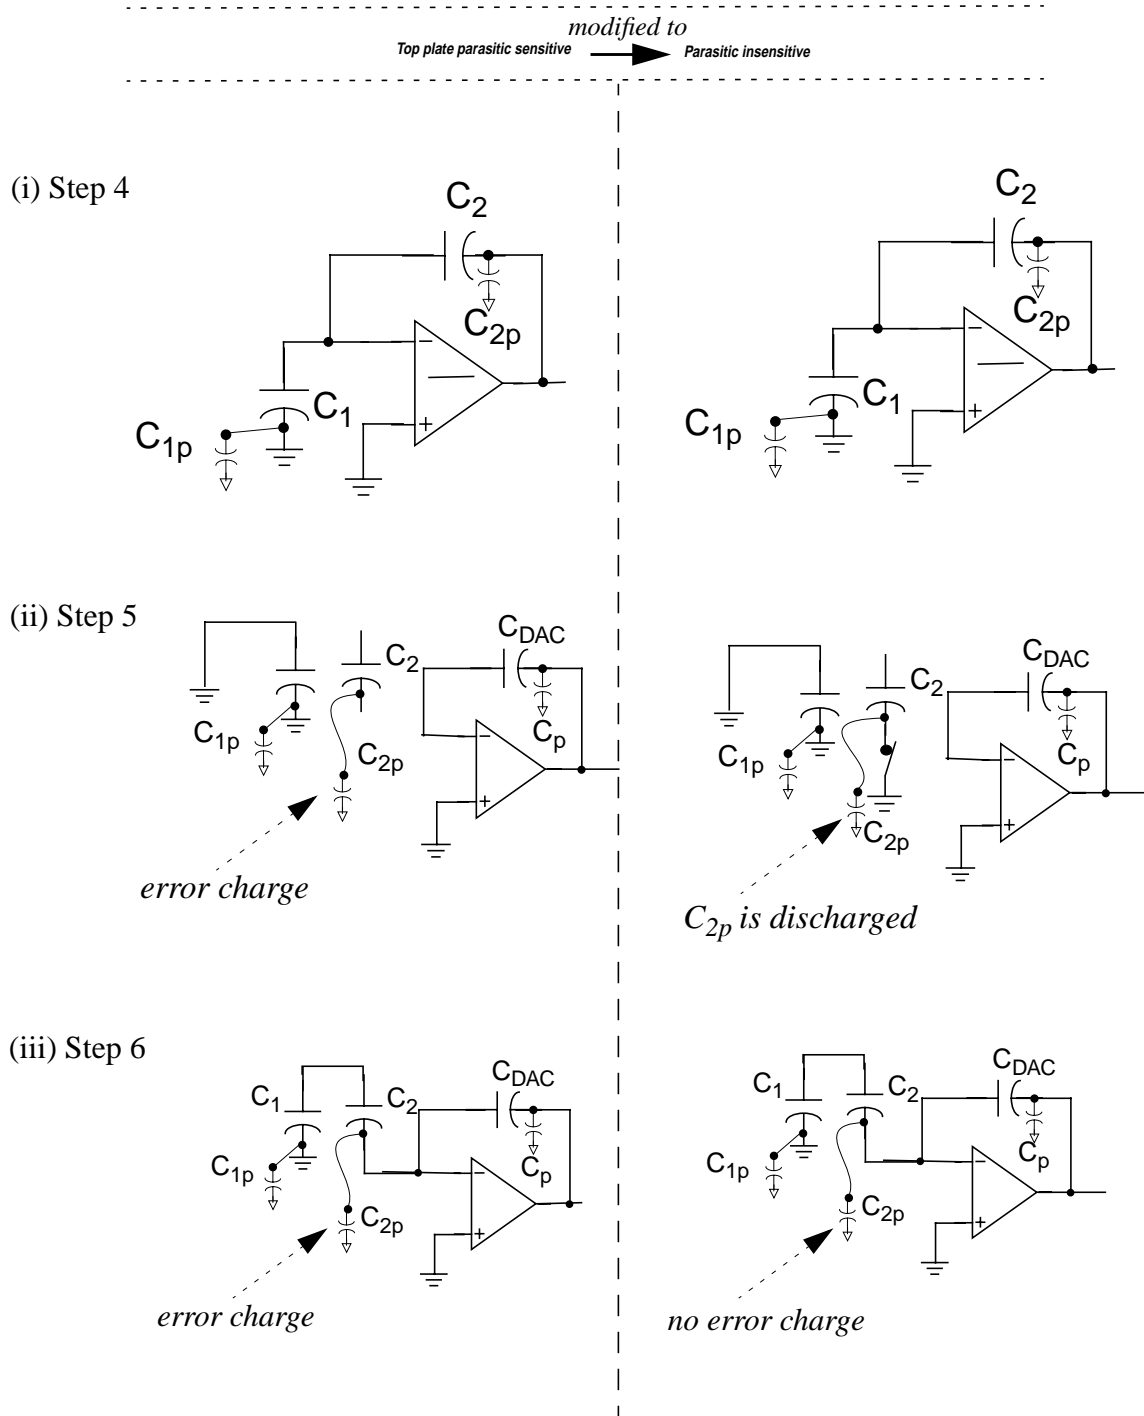 modified to
Top plate parasitic sensitive
Parasitic insensitive
(i) Step 4
C2
C2p
−
+
C1
C1p
C2
C2p
−
+
C1
C1p
(ii) Step 5
CDAC
C2
C1p
C2p
Cp
−
+
error charge
CDAC
C2
C1p
C2p
Cp
−
+
C2p is discharged
(iii) Step 6
C1
C2
CDAC
C1p
C2p
Cp
−
+
error charge
C1
C2
CDAC
C1p
C2p
Cp
−
+
no error charge